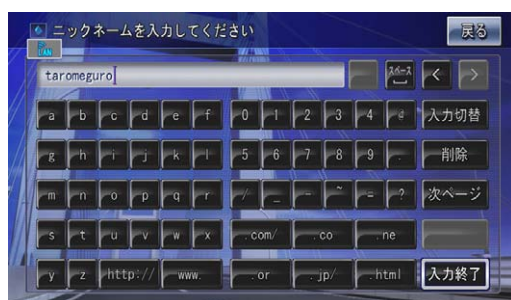 ニックネームを入力してください 戻る
LAN
taromeguro スペース < >
a b c d e f 0 1 2 3 4 @ 入力切替
g h i j k l 5 6 7 8 9 . 削除
m n o p q r / _ - ~ = ? 次ページ
s t u v w x .com/ .co .ne
y z http:// www. .or .jp/ .html 入力終了